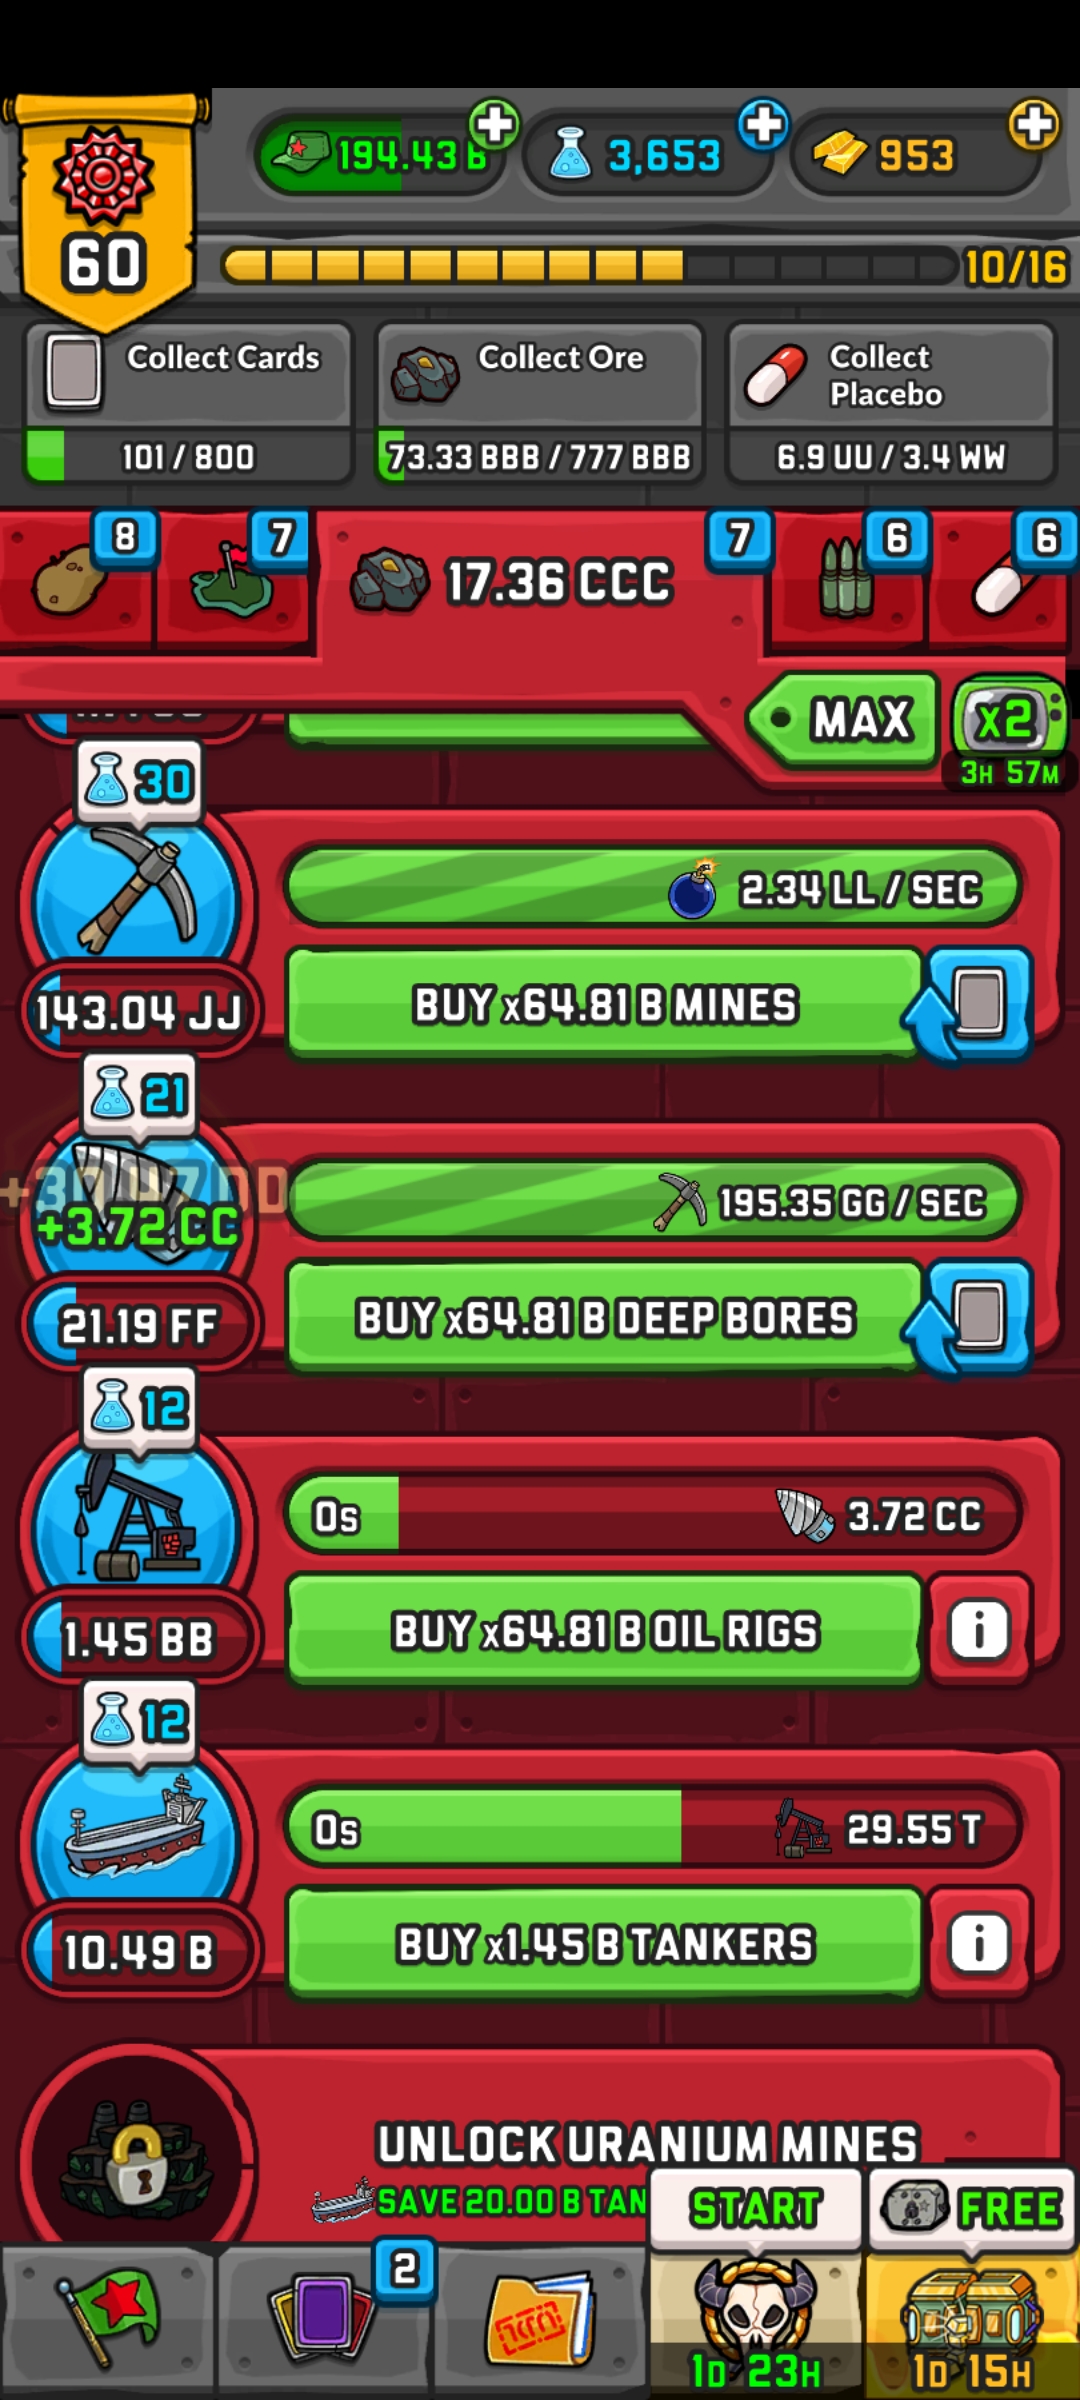 194.43 B
3,653
953
60
10/16
Collect Cards
101 / 800
Collect Ore
73.33 BBB / 777 BBB
Collect
Placebo
6.9 UU / 3.4 WW
8
7
17.36 CCC
7
6
6
MAX
x2
3H 57M
30
2.34 LL / SEC
143.04 JJ
BUY x64.81 B MINES
21
+3.72 CC
195.35 GG / SEC
21.19 FF
BUY x64.81 B DEEP BORES
12
0s
3.72 CC
1.45 BB
BUY x64.81 B OIL RIGS
i
12
0s
29.55 T
10.49 B
BUY x1.45 B TANKERS
i
UNLOCK URANIUM MINES
SAVE 20.00 B TAN
START
FREE
2
1D 23H
1D 15H